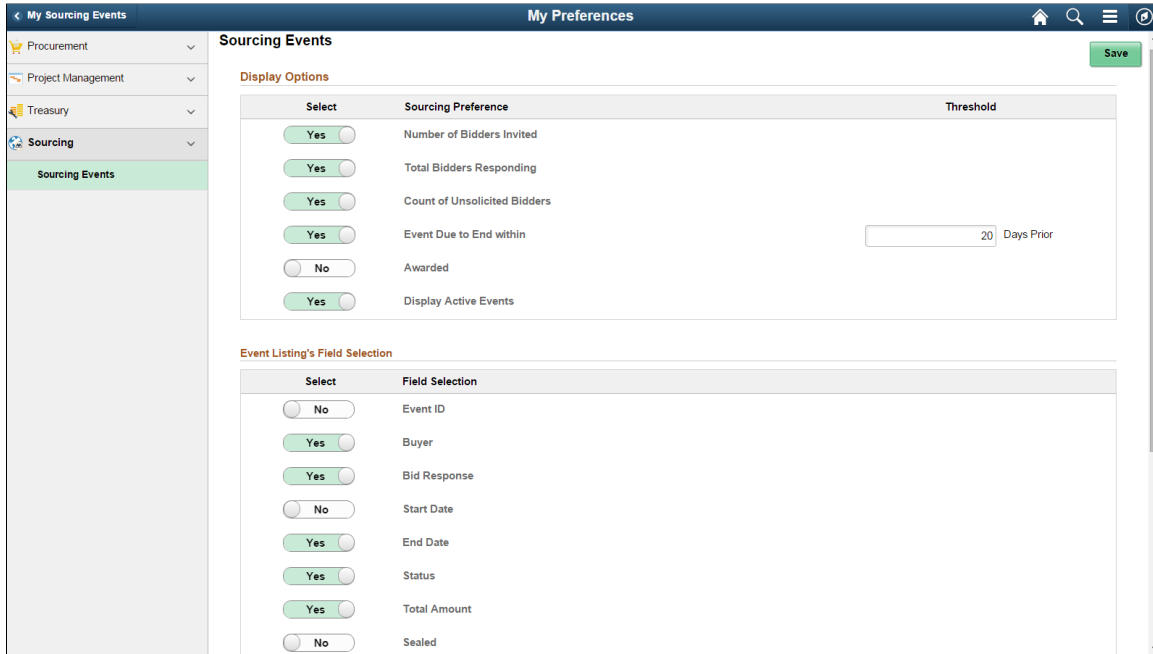 My Sourcing Events
My Preferences
Procurement
Project Management
Treasury
Sourcing
Sourcing Events
Sourcing Events
Save
Display Options
Select Sourcing Preference Threshold
Yes Number of Bidders Invited
Yes Total Bidders Responding
Yes Count of Unsolicited Bidders
Yes Event Due to End within 20 Days Prior
No Awarded
Yes Display Active Events
Event Listing's Field Selection
Select Field Selection
No Event ID
Yes Buyer
Yes Bid Response
No Start Date
Yes End Date
Yes Status
Yes Total Amount
No Sealed